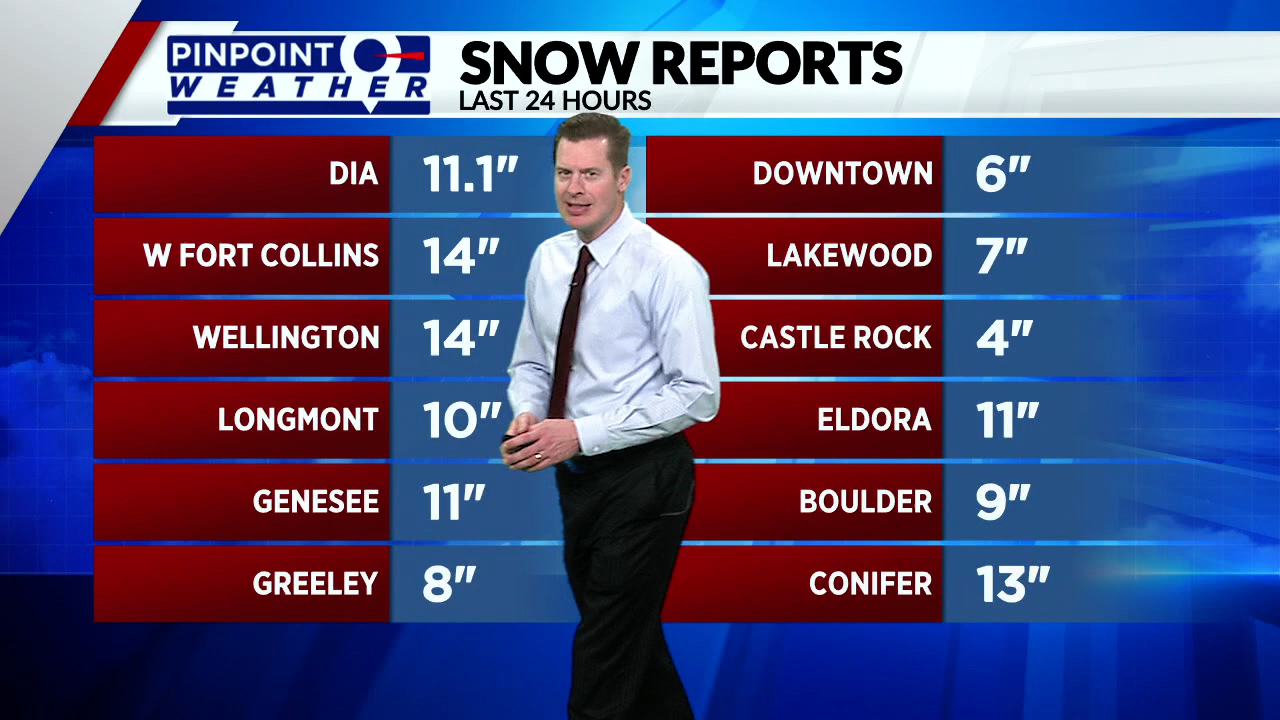 PINPOINT
WEATHER
SNOW REPORTS
LAST 24 HOURS
DIA 11.1"
W FORT COLLINS 14"
WELLINGTON 14"
LONGMONT 10"
GENESEE 11"
GREELEY 8"
DOWNTOWN 6"
LAKEWOOD 7"
CASTLE ROCK 4"
ELDORA 11"
BOULDER 9"
CONIFER 13"